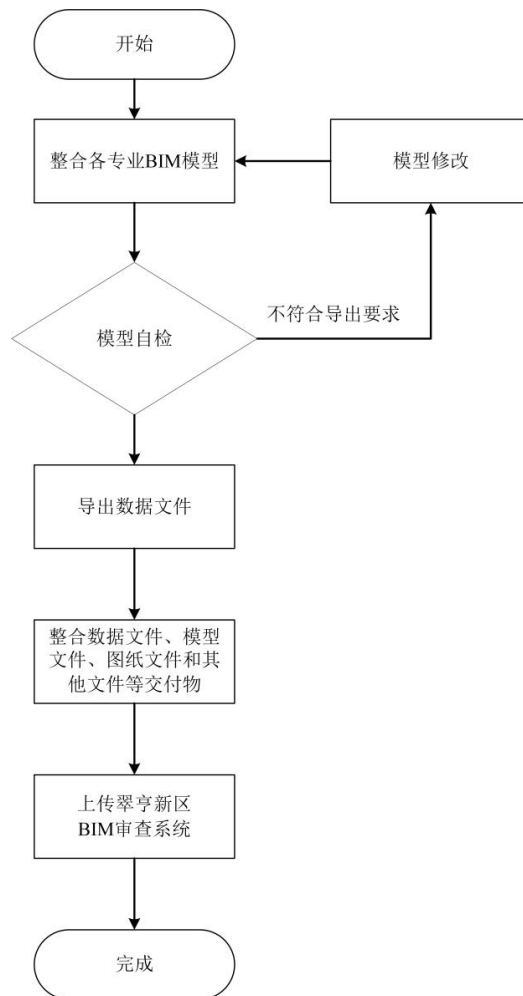 开始
整合各专业BIM模型
模型修改
模型自检
不符合导出要求
导出数据文件
整合数据文件、模型
文件、图纸文件和其
他文件等交付物
上传翠亨新区
BIM审查系统
完成